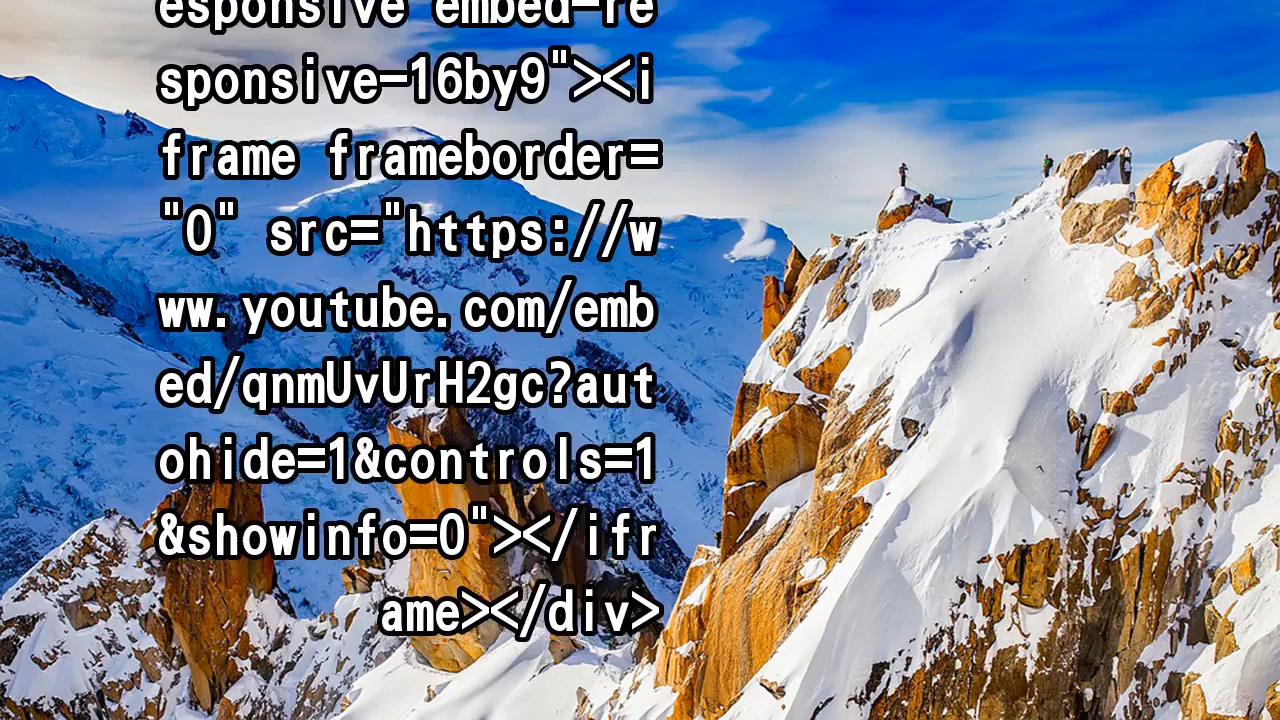 esponsive embed-re
sponsive-16by9"><i
frame frameborder=
"0" src="https://w
ww.youtube.com/emb
ed/qnmUvUrH2gc?aut
ohide=1&controls=1
&showinfo=0"></ifr
ame></div>